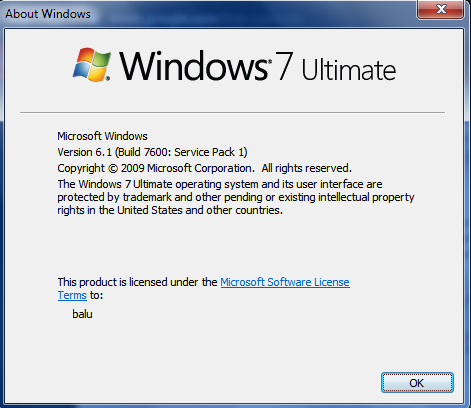 About Windows
Windows 7 Ultimate
Microsoft Windows
Version 6.1 (Build 7600: Service Pack 1)
Copyright © 2009 Microsoft Corporation. All rights reserved.
The Windows 7 Ultimate operating system and its user interface are
protected by trademark and other pending or existing intellectual property
rights in the United States and other countries.
This product is licensed under the Microsoft Software License
Terms to:
balu
OK